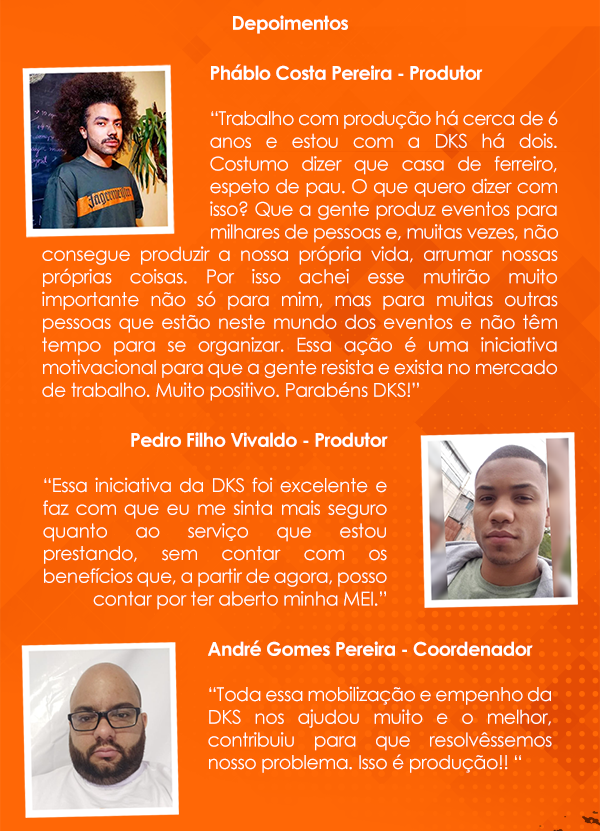 Depoimentos
Pháblo Costa Pereira - Produtor
“Trabalho com produção há cerca de 6
anos e estou com a DKS há dois.
Costumo dizer que casa de ferreiro,
espeto de pau. O que quero dizer com
isso? Que a gente produz eventos para
milhares de pessoas e, muitas vezes, não
consegue produzir a nossa própria vida, arrumar nossas
próprias coisas. Por isso achei esse mutirão muito
importante não só para mim, mas para muitas outras
pessoas que estão neste mundo dos eventos e não têm
tempo para se organizar. Essa ação é uma iniciativa
motivacional para que a gente resista e exista no mercado
de trabalho. Muito positivo. Parabéns DKS!”
Pedro Filho Vivaldo - Produtor
“Essa iniciativa da DKS foi excelente e
faz com que eu me sinta mais seguro
quanto ao serviço que estou
prestando, sem contar com os
benefícios que, a partir de agora, posso
contar por ter aberto minha MEI.”
André Gomes Pereira - Coordenador
“Toda essa mobilização e empenho da
DKS nos ajudou muito e o melhor,
contribuiu para que resolvêssemos
nosso problema. Isso é produção!! “
Jägermeister